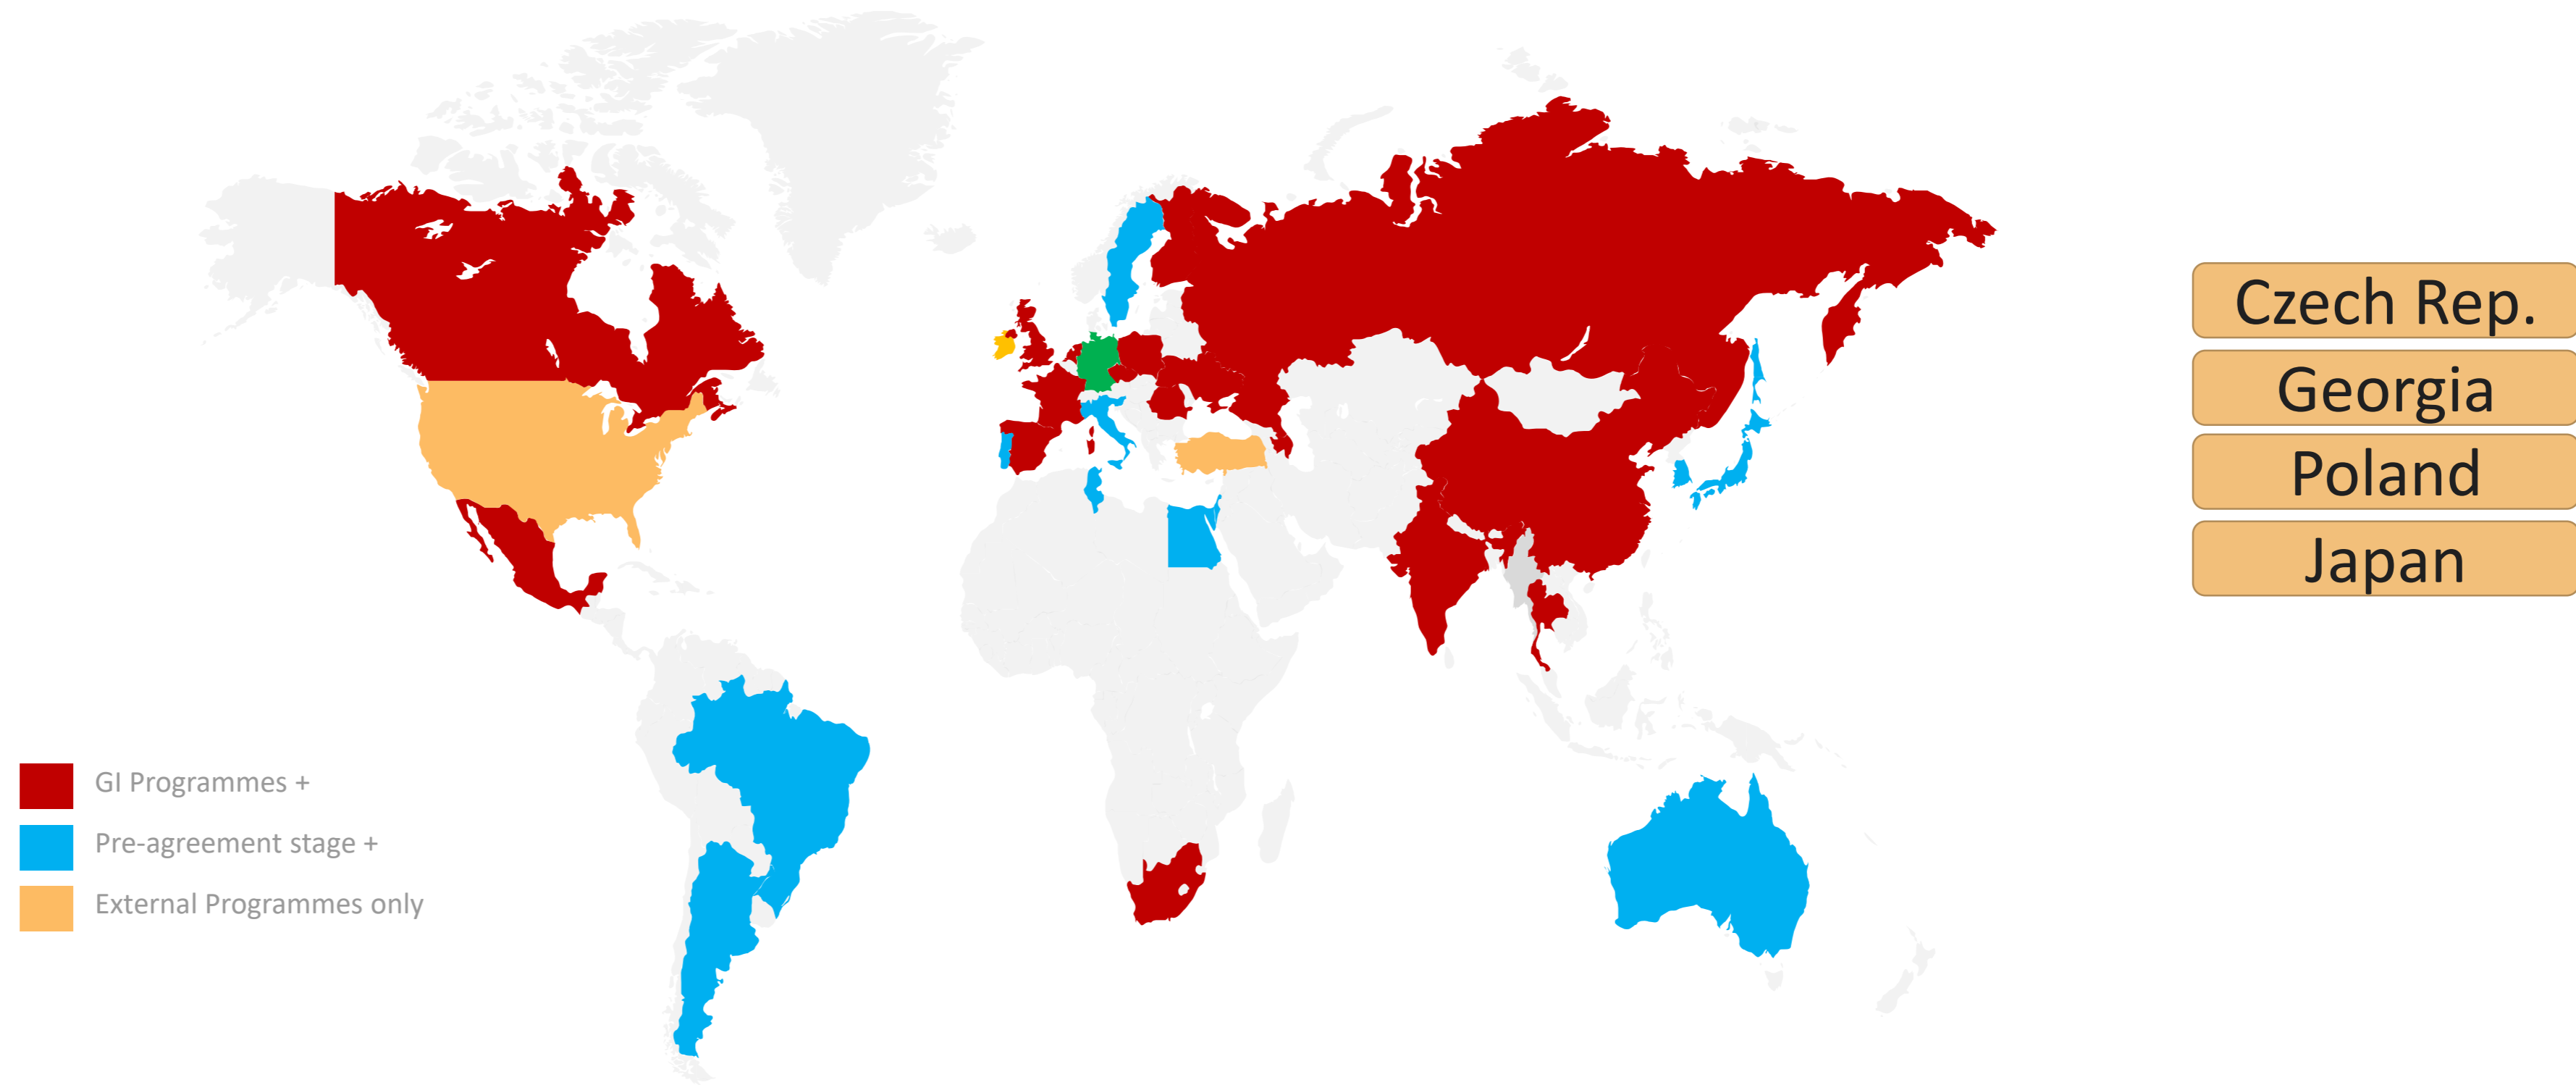 Czech Rep.
Georgia
Poland
Japan
GI Programmes +
Pre-agreement stage +
External Programmes only